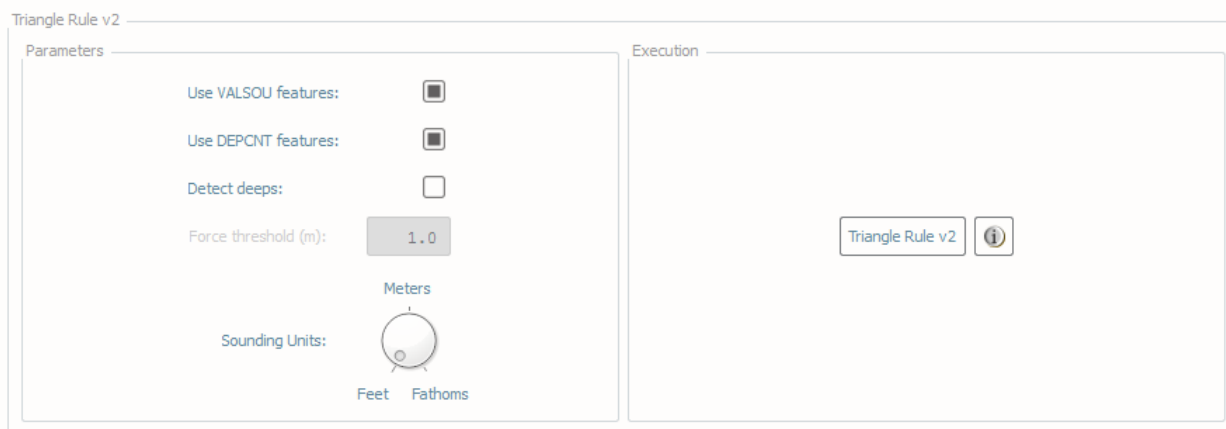 Triangle Rule v2
Parameters
Use VALSOU features:
Use DEPCNT features:
Detect deeps:
Force threshold (m): 1.0
Meters
Sounding Units:
Feet Fathoms
Execution
Triangle Rule v2